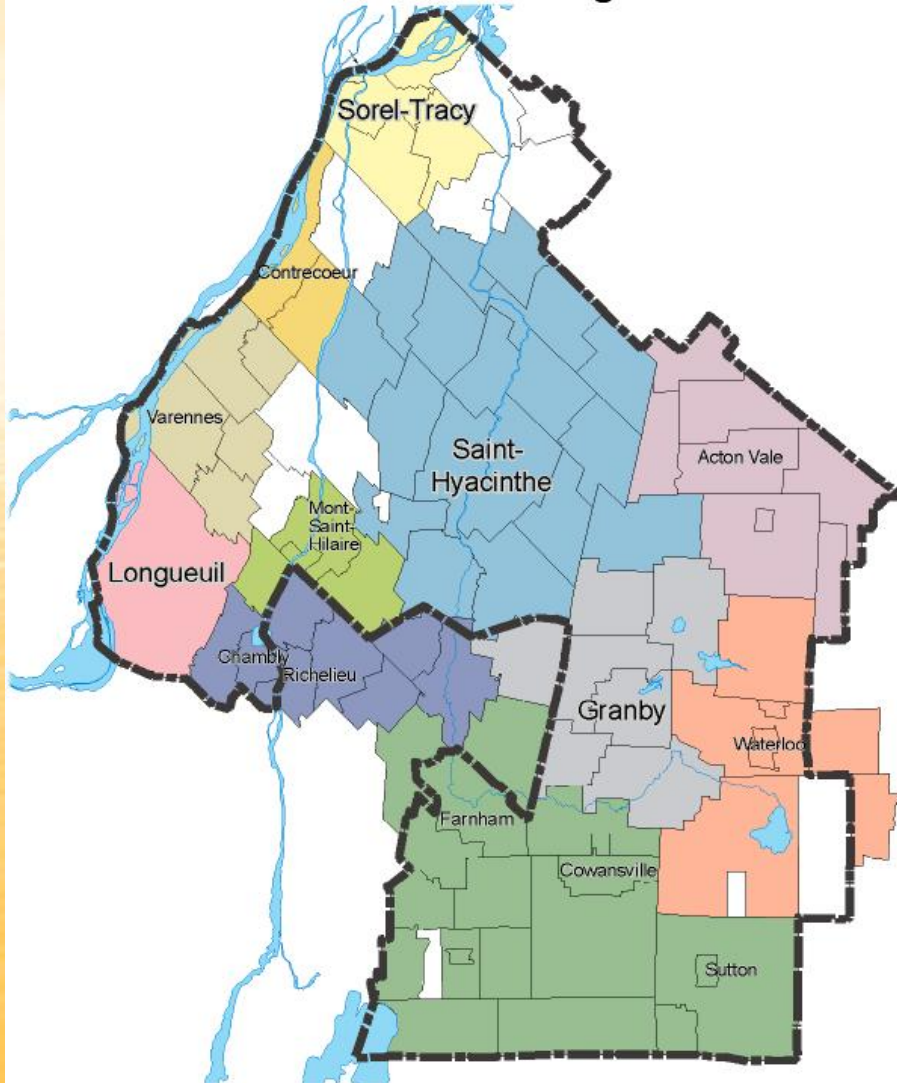 Sorel-Tracy
Contrecoeur
Varennes
Saint-
Hyacinthe
Acton Vale
Mont-
Saint-
Hilaire
Longueuil
Chambly
Richelieu
Granby
Waterloo
Farnham
Cowansville
Sutton